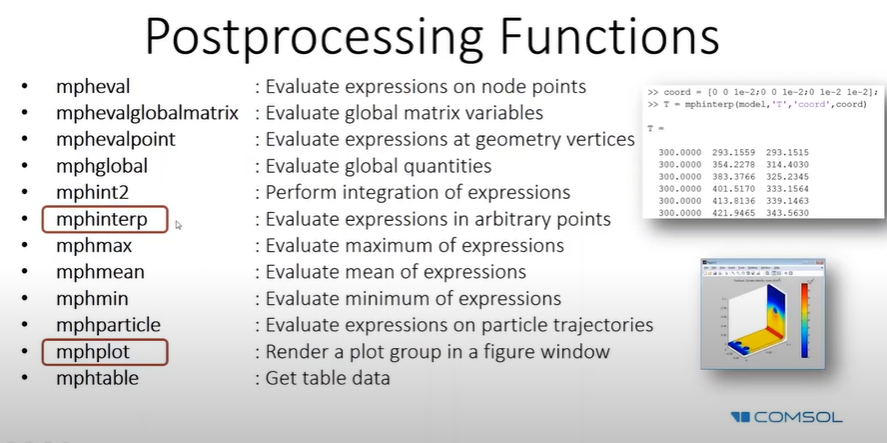 Postprocessing Functions
• mpheval : Evaluate expressions on node points
• mphevalglobalmatrix : Evaluate global matrix variables
• mphevalpoint : Evaluate expressions at geometry vertices
• mphglobal : Evaluate global quantities
• mphint2 : Perform integration of expressions
• mphinterp : Evaluate expressions in arbitrary points
• mphmax : Evaluate maximum of expressions
• mphmean : Evaluate mean of expressions
• mphmin : Evaluate minimum of expressions
• mphparticle : Evaluate expressions on particle trajectories
• mphplot : Render a plot group in a figure window
• mphtable : Get table data
>> coord = [0 0 1e-2;0 0 1e-2;0 1e-2 1e-2];
>> T = mphinterp(model,'T','coord',coord)
T =
300.0000 293.1559 293.1515
300.0000 354.2278 314.4030
300.0000 383.3766 325.2345
300.0000 401.5170 333.1564
300.0000 413.8136 339.1463
300.0000 421.9465 343.5630
COMSOL